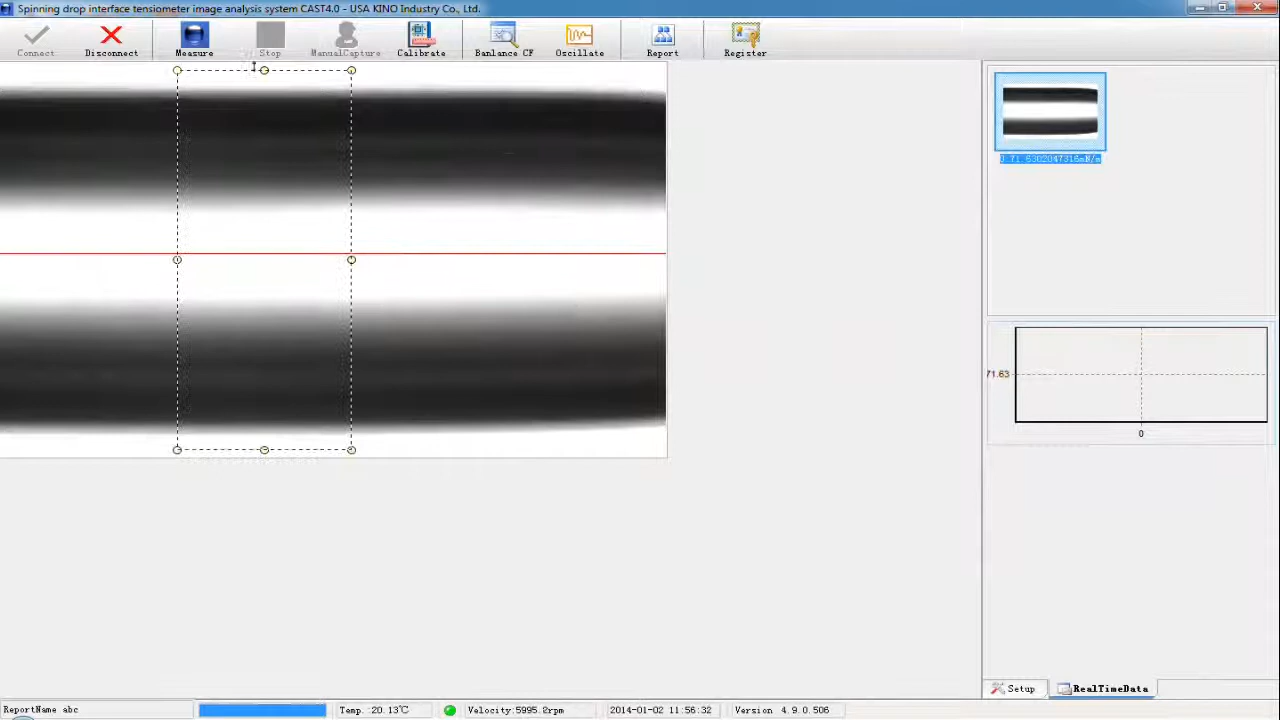 Spinning drop interface tensiometer image analysis system CAST4.0 - USA KINO Industry Co., Ltd.
Connect Disconnect Measure Stop ManualCapture Calibrate Banlance CF Oscillate Report Register
71.6302047316mN/m
71.63
0
Setup RealTimeData
ReportName abc Temp. 20.13℃ Velocity:5995.2rpm 2014-01-02 11:56:32 Version 4.9.0.506